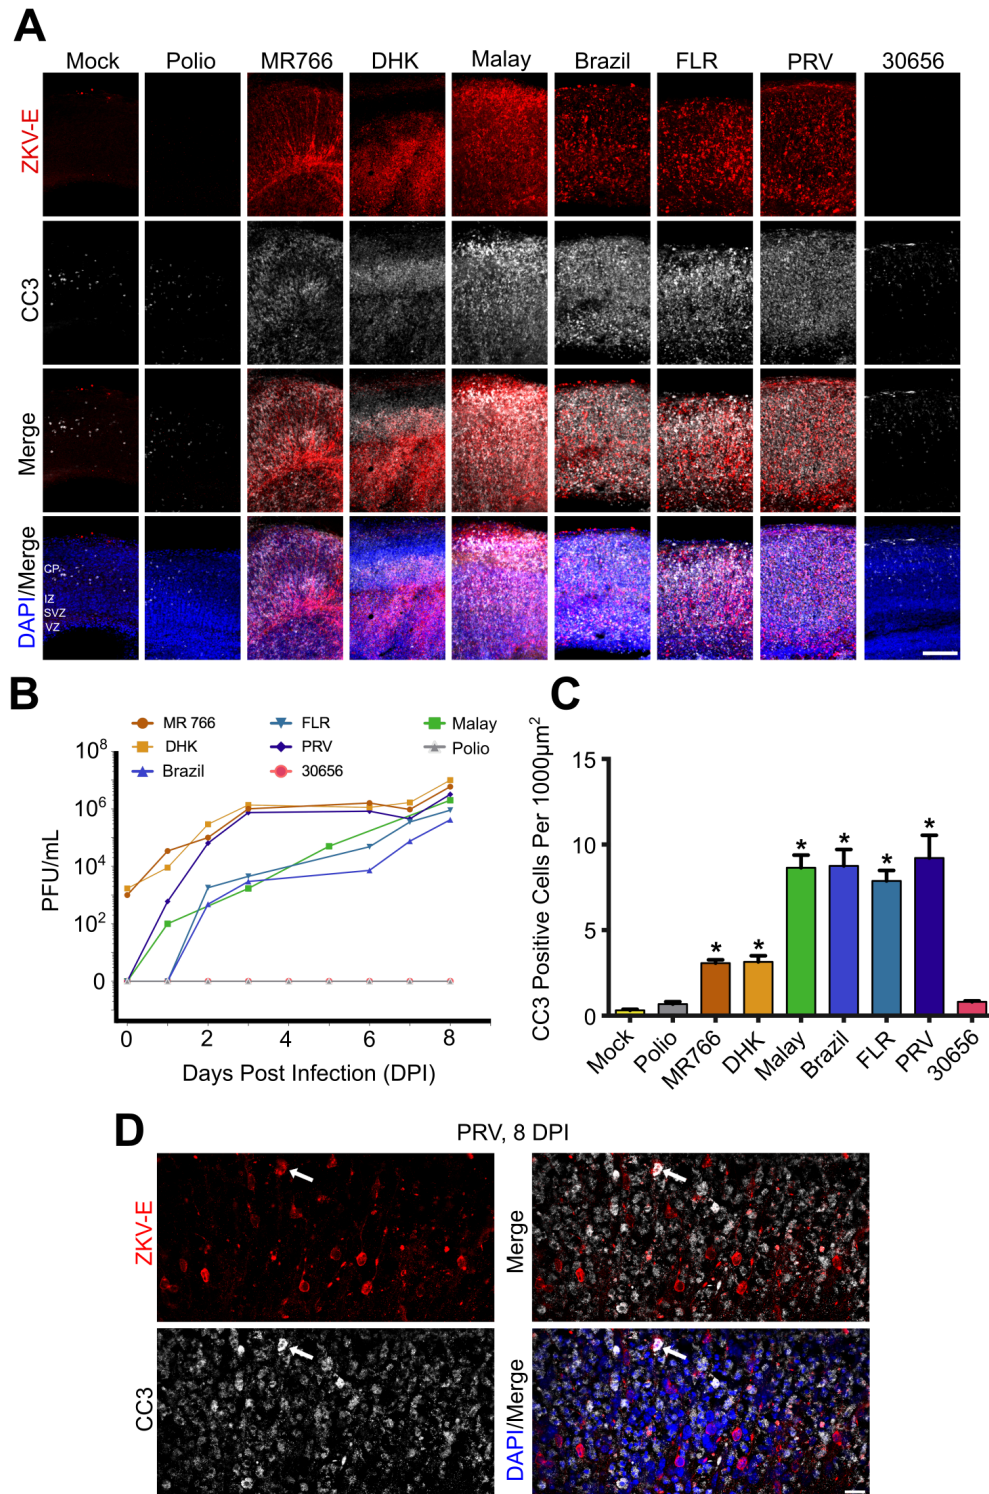 A
Mock Polio MR766 DHK Malay Brazil FLR PRV 30656
ZKV-E
CC3
Merge
DAPI/Merge
CP
IZ
SVZ
VZ
B
MR 766 FLR Malay
DHK PRV Polio
Brazil 30656
PFU/mL
10^8
10^6
10^4
10^2
0
0 2 4 6 8
Days Post Infection (DPI)
C
CC3 Positive Cells Per 1000µm²
15
10
5
0
* * * * * *
Mock Polio MR766 DHK Malay Brazil FLR PRV 30656
D
PRV, 8 DPI
ZKV-E
Merge
CC3
DAPI/Merge